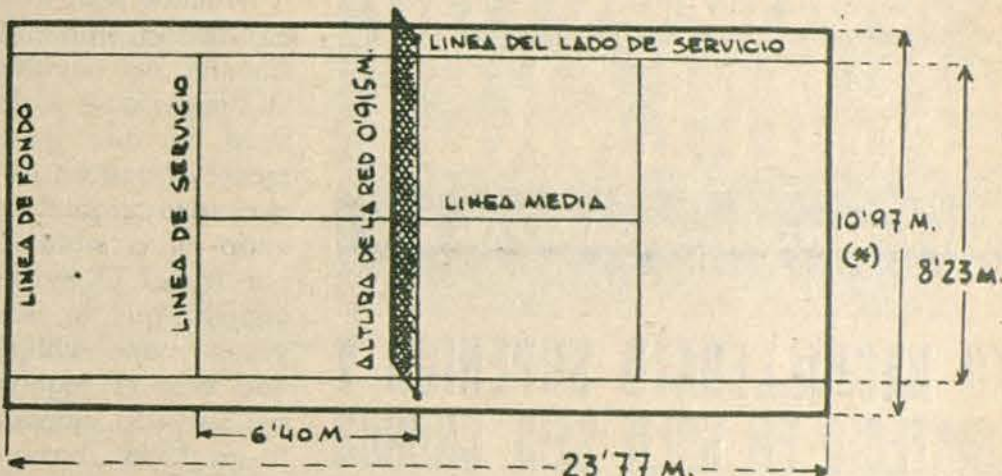 LINEA DEL LADO DE SERVICIO
LINEA DE FONDO
LINEA DE SERVICIO
ALTURA DE LA RED 0'915 M.
LINEA MEDIA
10'97 M.
(*)
8'23 M.
6'40 M
23'77 M.